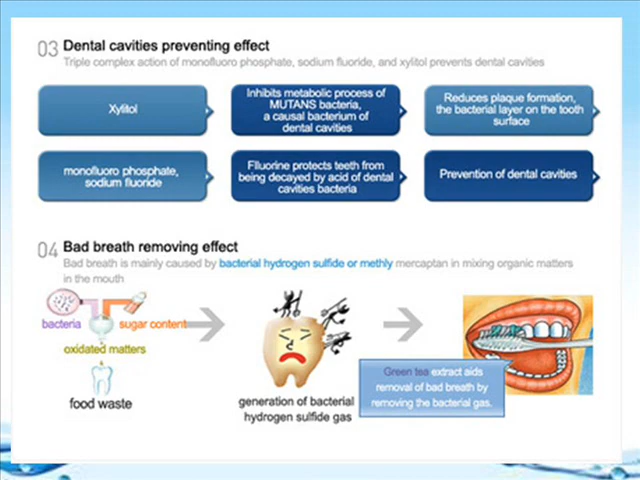 03 Dental cavities preventing effect
Triple complex action of monofluoro phosphate, sodium fluoride, and xylitol prevents dental cavities
Xylitol
Inhibits metabolic process of
MUTANS bacteria,
a causal bacterium of
dental cavities
Reduces plaque formation,
the bacterial layer on the tooth
surface
monofluoro phosphate,
sodium fluoride
Flluorine protects teeth from
being decayed by acid of dental
cavities bacteria
Prevention of dental cavities
04 Bad breath removing effect
Bad breath is mainly caused by bacterial hydrogen sulfide or methly mercaptan in mixing organic matters
in the mouth
bacteria
sugar content
oxidated matters
food waste
generation of bacterial
hydrogen sulfide gas
Green tea extract aids
removal of bad breath by
removing the bacterial gas.